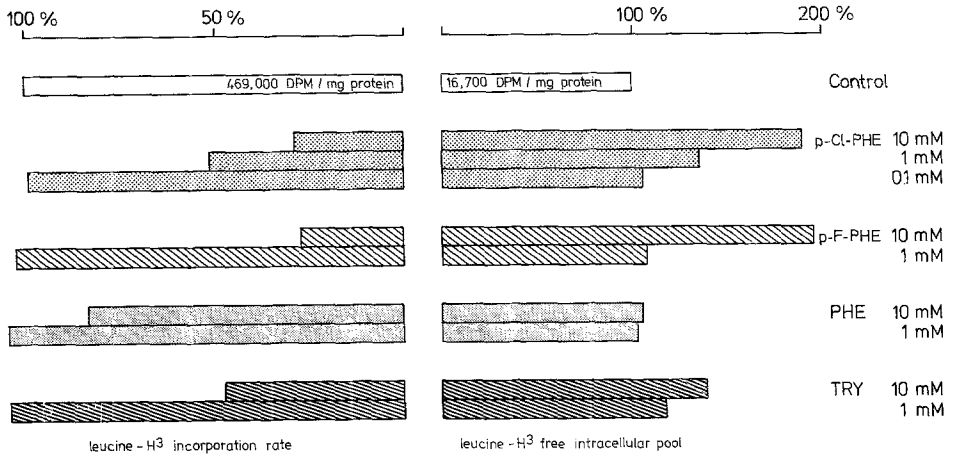 100 % 50 % 100 % 200 %
469,000 DPM / mg protein 16,700 DPM / mg protein Control
p-Cl-PHE 10 mM
1 mM
0.1 mM
p-F-PHE 10 mM
1 mM
PHE 10 mM
1 mM
TRY 10 mM
1 mM
leucine - H³ incorporation rate leucine - H³ free intracellular pool